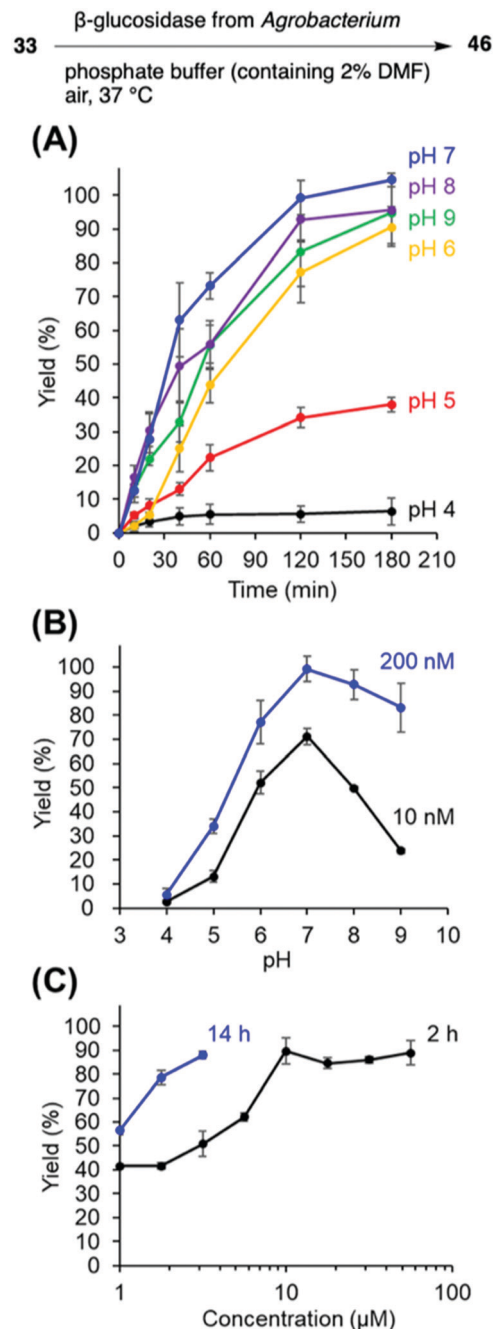 β-glucosidase from Agrobacterium
33 46
phosphate buffer (containing 2% DMF)
air, 37 °C
(A)
pH 7
pH 8
pH 9
pH 6
pH 5
pH 4
Yield (%)
100
90
80
70
60
50
40
30
20
10
0
0 30 60 90 120 150 180 210
Time (min)
(B)
200 nM
10 nM
Yield (%)
100
90
80
70
60
50
40
30
20
10
0
3 4 5 6 7 8 9 10
pH
(C)
14 h 2 h
Yield (%)
100
90
80
70
60
50
40
30
20
10
0
1 10 100
Concentration (μM)